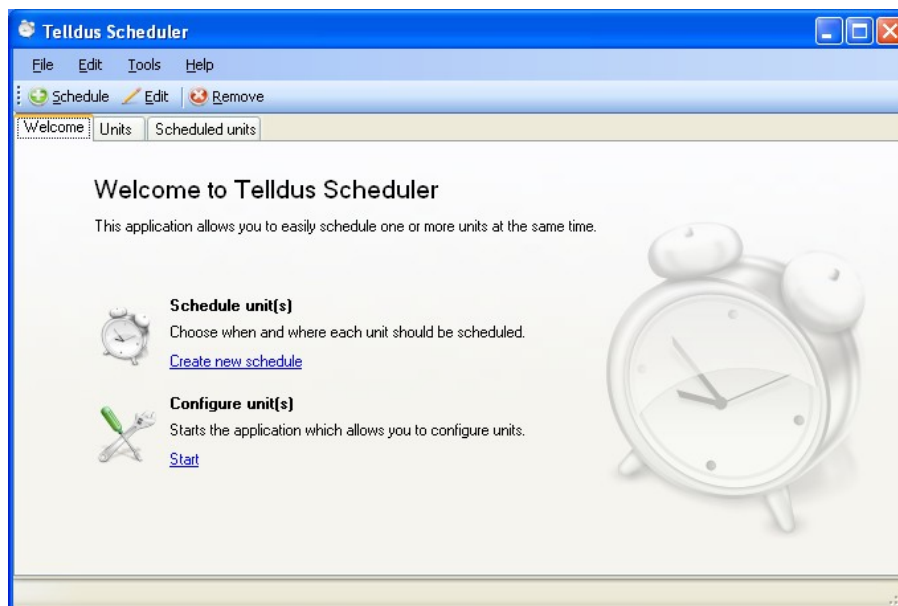 Telldus Scheduler
File Edit Tools Help
Schedule Edit Remove
Welcome Units Scheduled units
Welcome to Telldus Scheduler
This application allows you to easily schedule one or more units at the same time.
Schedule unit(s)
Choose when and where each unit should be scheduled.
Create new schedule
Configure unit(s)
Starts the application which allows you to configure units.
Start